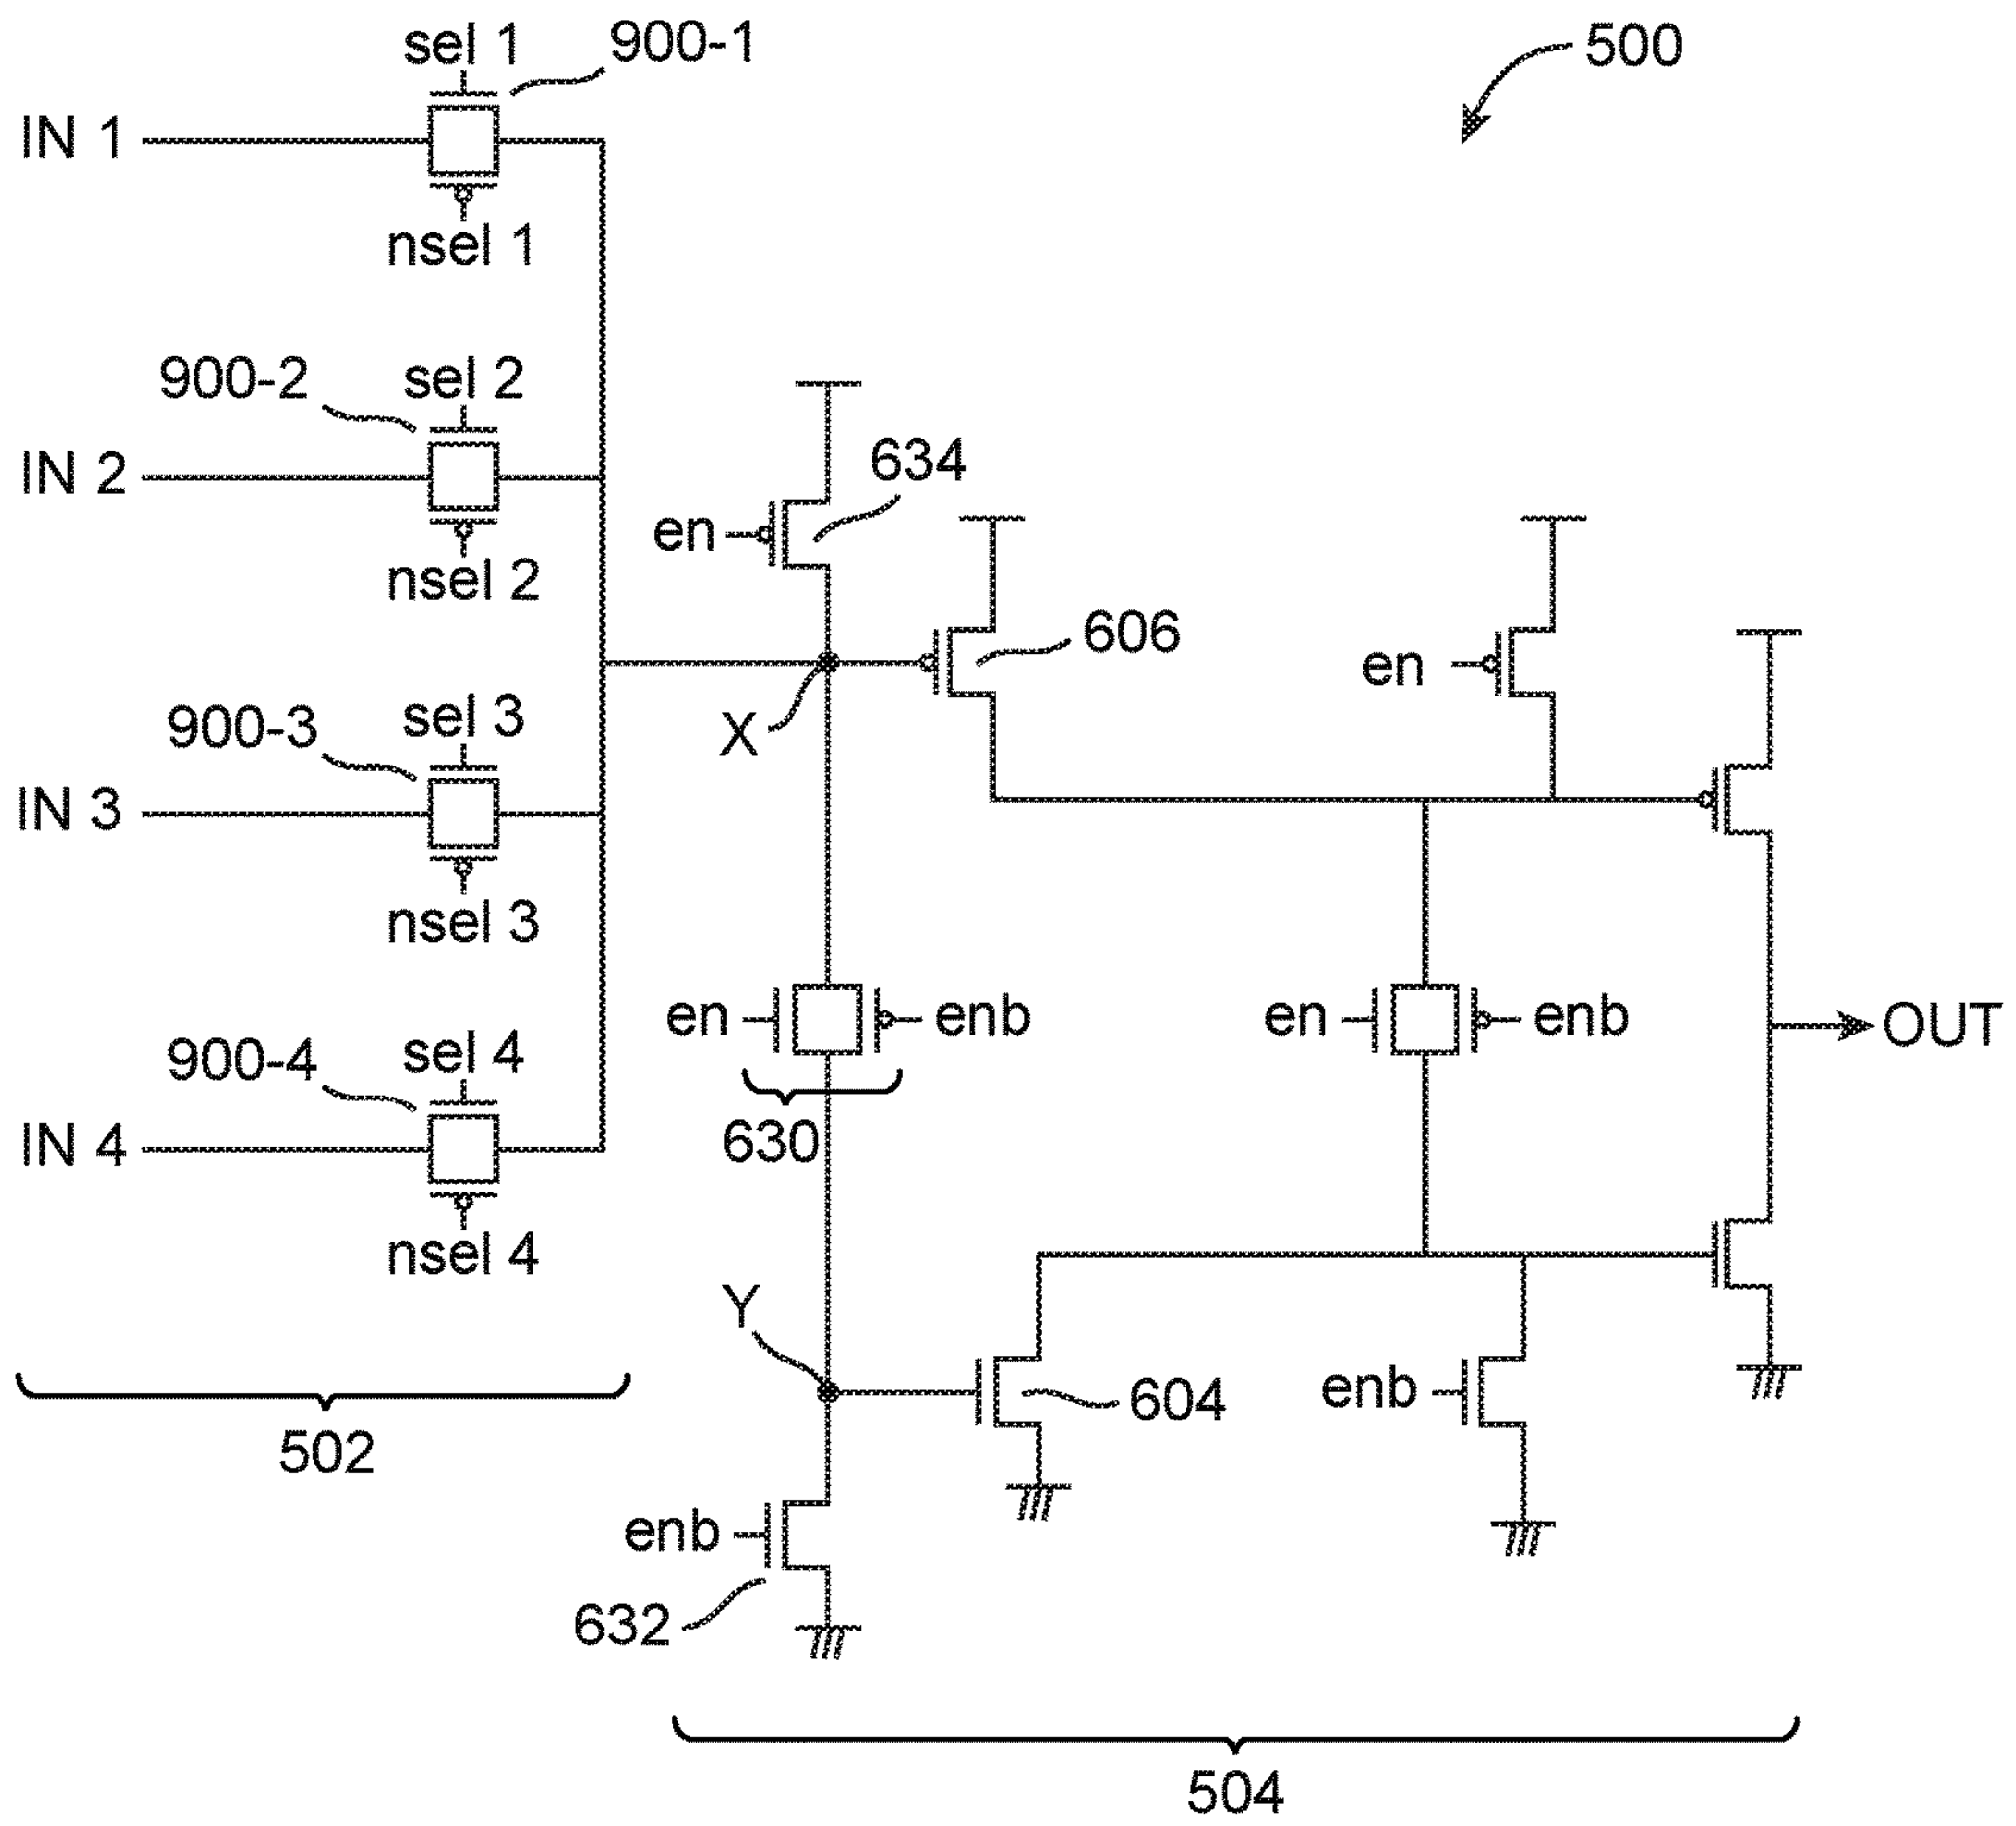 sel 1
900-1
500
IN 1
nsel 1
900-2
sel 2
IN 2
634
en
nsel 2
606
en
900-3
sel 3
X
IN 3
nsel 3
en
enb
en
enb
OUT
900-4
sel 4
630
IN 4
nsel 4
Y
604
enb
502
enb
632
504